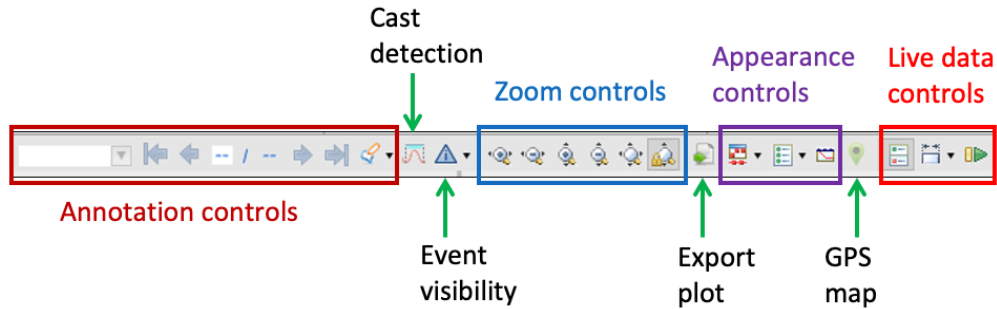 Cast
detection
Zoom controls
Appearance
controls
Live data
controls
-- / --
Annotation controls
Event
visibility
Export
plot
GPS
map